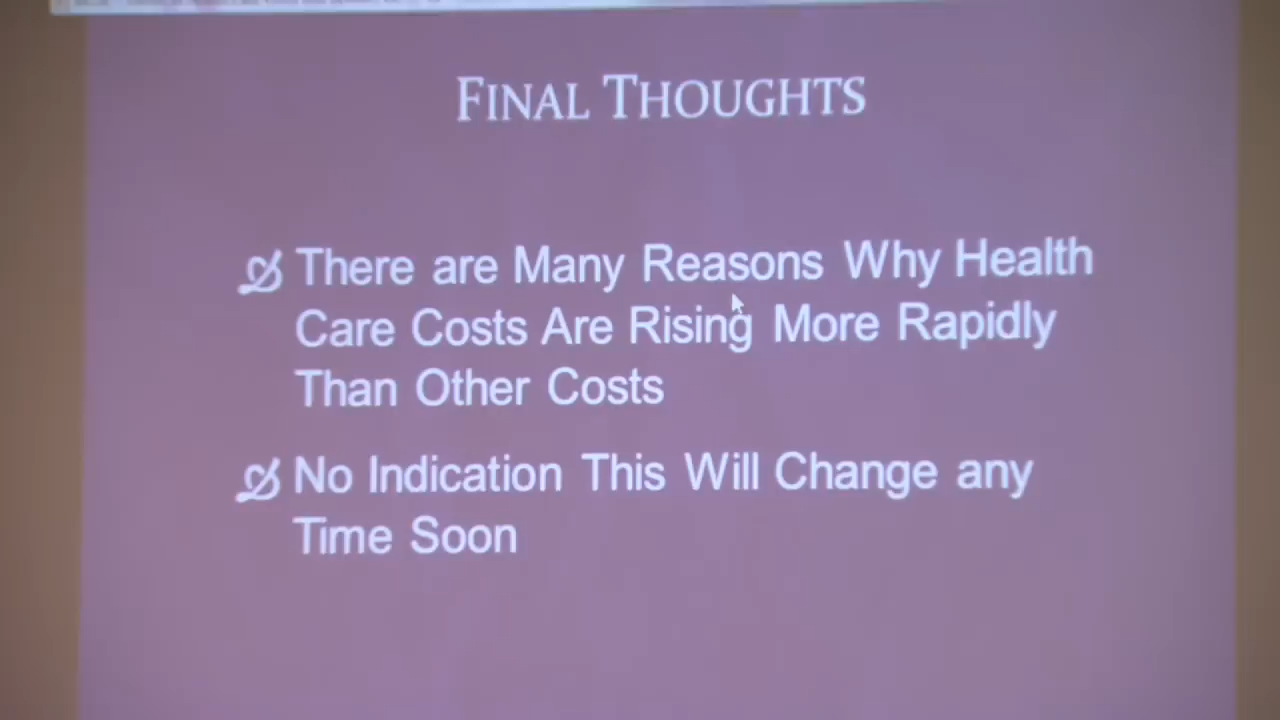 FINAL THOUGHTS
There are Many Reasons Why Health
Care Costs Are Rising More Rapidly
Than Other Costs
No Indication This Will Change any
Time Soon